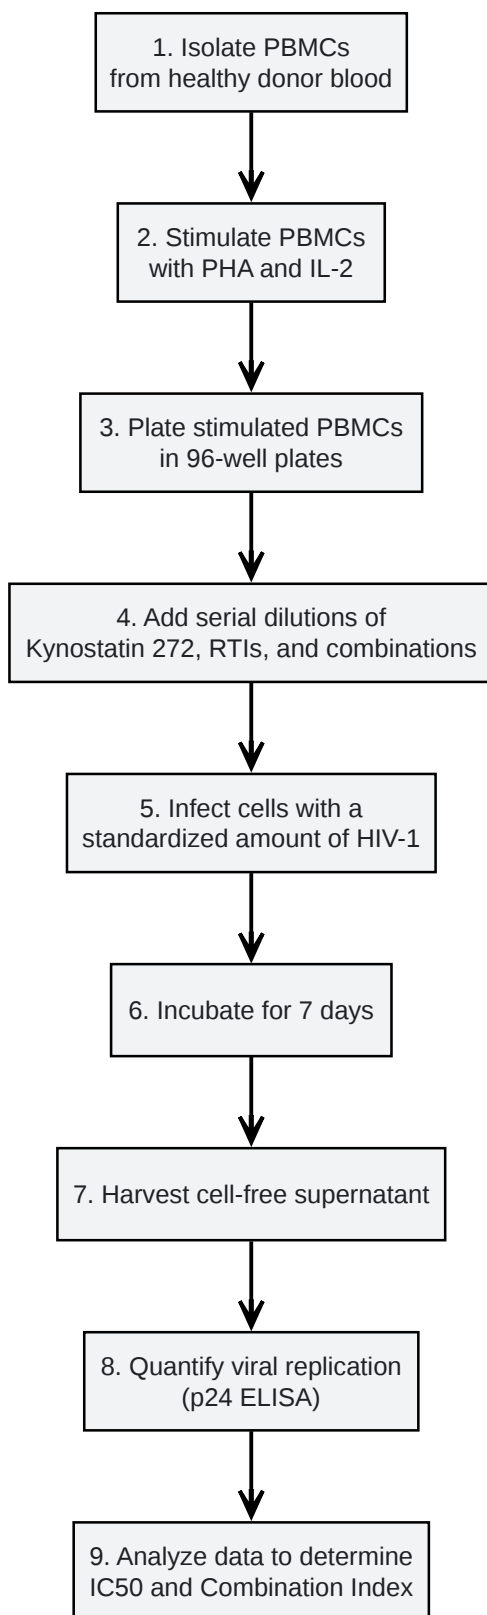 1. Isolate PBMCs
from healthy donor blood
2. Stimulate PBMCs
with PHA and IL-2
3. Plate stimulated PBMCs
in 96-well plates
4. Add serial dilutions of
Kynostatin 272, RTIs, and combinations
5. Infect cells with a
standardized amount of HIV-1
6. Incubate for 7 days
7. Harvest cell-free supernatant
8. Quantify viral replication
(p24 ELISA)
9. Analyze data to determine
IC50 and Combination Index